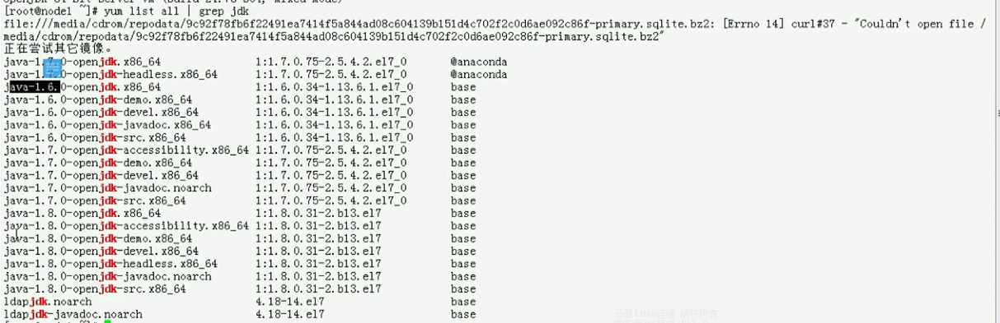 [root@node1 ~]# yum list all | grep jdk
file:///media/cdrom/repodata/9c92f78fb6f22491ea7414f5a844ad08c604139b151d4c702f2c0d6ae092c86f-primary.sqlite.bz2: [Errno 14] curl#37 - "Couldn't open file /
media/cdrom/repodata/9c92f78fb6f22491ea7414f5a844ad08c604139b151d4c702f2c0d6ae092c86f-primary.sqlite.bz2"
正在尝试其它镜像。
java-1.7.0-openjdk.x86_64 1:1.7.0.75-2.5.4.2.el7_0 @anaconda
java-1.7.0-openjdk-headless.x86_64 1:1.7.0.75-2.5.4.2.el7_0 @anaconda
java-1.6.0-openjdk.x86_64 1:1.6.0.34-1.13.6.1.el7_0 base
java-1.6.0-openjdk-demo.x86_64 1:1.6.0.34-1.13.6.1.el7_0 base
java-1.6.0-openjdk-devel.x86_64 1:1.6.0.34-1.13.6.1.el7_0 base
java-1.6.0-openjdk-javadoc.x86_64 1:1.6.0.34-1.13.6.1.el7_0 base
java-1.6.0-openjdk-src.x86_64 1:1.6.0.34-1.13.6.1.el7_0 base
java-1.7.0-openjdk-accessibility.x86_64 1:1.7.0.75-2.5.4.2.el7_0 base
java-1.7.0-openjdk-demo.x86_64 1:1.7.0.75-2.5.4.2.el7_0 base
java-1.7.0-openjdk-devel.x86_64 1:1.7.0.75-2.5.4.2.el7_0 base
java-1.7.0-openjdk-javadoc.noarch 1:1.7.0.75-2.5.4.2.el7_0 base
java-1.7.0-openjdk-src.x86_64 1:1.7.0.75-2.5.4.2.el7_0 base
java-1.8.0-openjdk.x86_64 1:1.8.0.31-2.b13.el7 base
java-1.8.0-openjdk-accessibility.x86_64 1:1.8.0.31-2.b13.el7 base
java-1.8.0-openjdk-demo.x86_64 1:1.8.0.31-2.b13.el7 base
java-1.8.0-openjdk-devel.x86_64 1:1.8.0.31-2.b13.el7 base
java-1.8.0-openjdk-headless.x86_64 1:1.8.0.31-2.b13.el7 base
java-1.8.0-openjdk-javadoc.noarch 1:1.8.0.31-2.b13.el7 base
java-1.8.0-openjdk-src.x86_64 1:1.8.0.31-2.b13.el7 base
ldapjdk.noarch 4.18-14.el7 base
ldapjdk-javadoc.noarch 4.18-14.el7 base